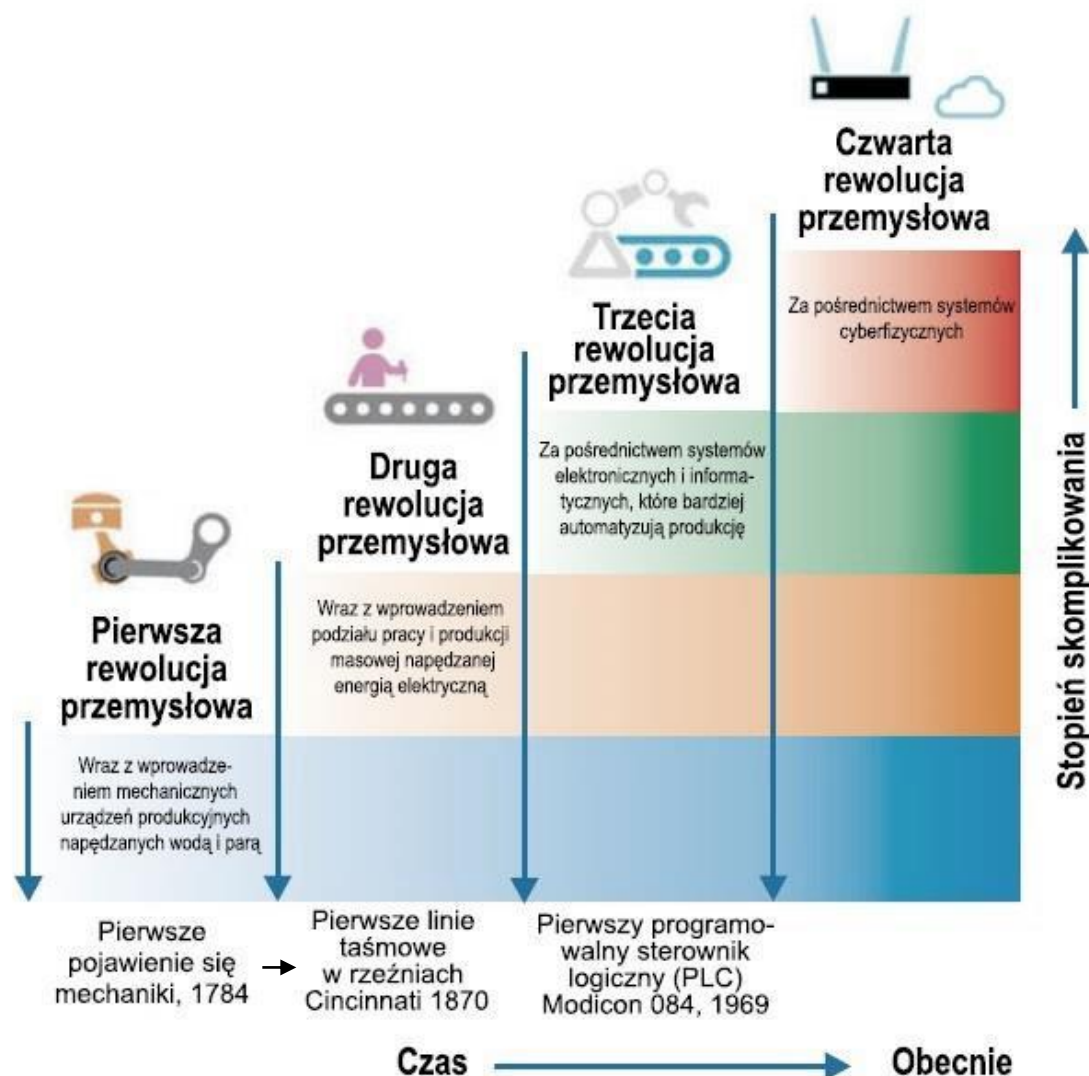 Czwarta
rewolucja
przemysłowa
Za pośrednictwem systemów
cyberfizycznych
Trzecia
rewolucja
przemysłowa
Za pośrednictwem systemów
elektronicznych i informa-
tycznych, które bardziej
automatyzują produkcję
Druga
rewolucja
przemysłowa
Wraz z wprowadzeniem
podziału pracy i produkcji
masowej napędzanej
energią elektryczną
Pierwsza
rewolucja
przemysłowa
Wraz z wprowadze-
niem mechanicznych
urządzeń produkcyjnych
napędzanych wodą i parą
Stopień skomplikowania
Pierwsze
pojawienie się
mechaniki, 1784
Pierwsze linie
taśmowe
w rzeźniach
Cincinnati 1870
Pierwszy programo-
walny sterownik
logiczny (PLC)
Modicon 084, 1969
Czas
Obecnie